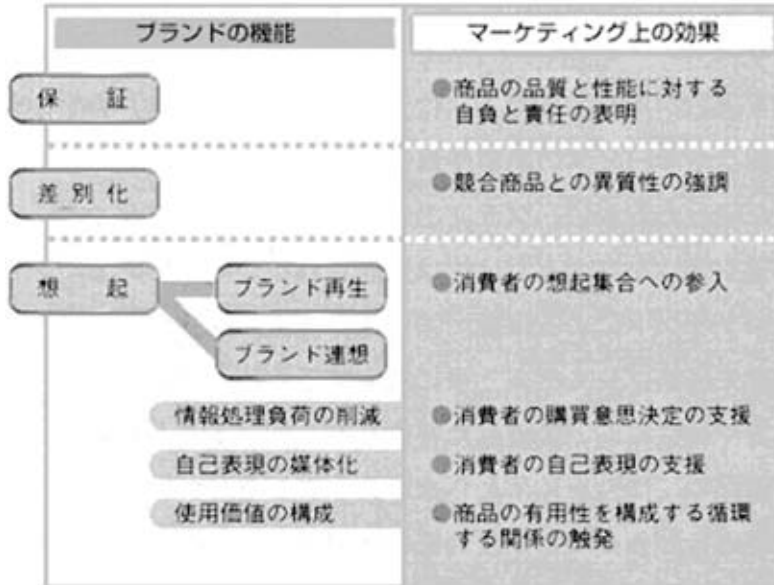 ブランドの機能
マーケティング上の効果
保 証
●商品の品質と性能に対する
自負と責任の表明
差別化
●競合商品との異質性の強調
想 起
ブランド再生
●消費者の想起集合への参入
ブランド連想
情報処理負荷の削減
●消費者の購買意思決定の支援
自己表現の媒体化
●消費者の自己表現の支援
使用価値の構成
●商品の有用性を構成する循環
する関係の触発